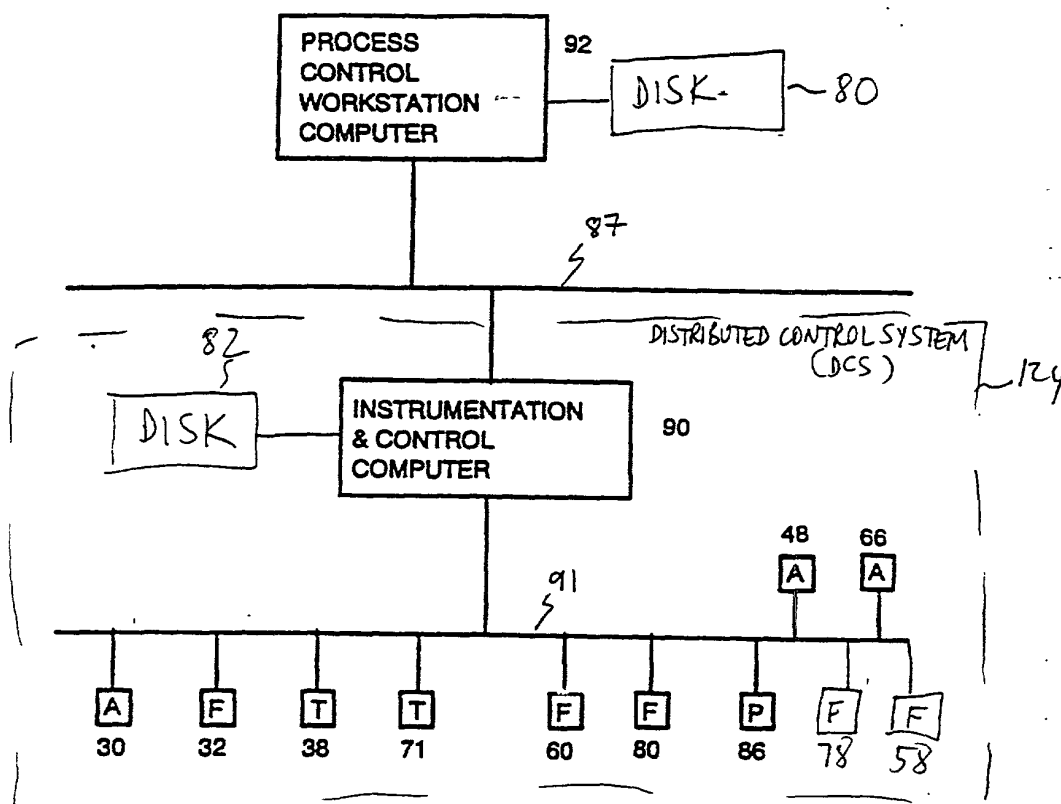 PROCESS
CONTROL
WORKSTATION
COMPUTER
92
DISK
80
87
DISTRIBUTED CONTROL SYSTEM
(DCS)
82
DISK
INSTRUMENTATION
& CONTROL
COMPUTER
90
48 66
A A
91
A F T T F F P F F
30 32 38 71 60 80 86 78 58